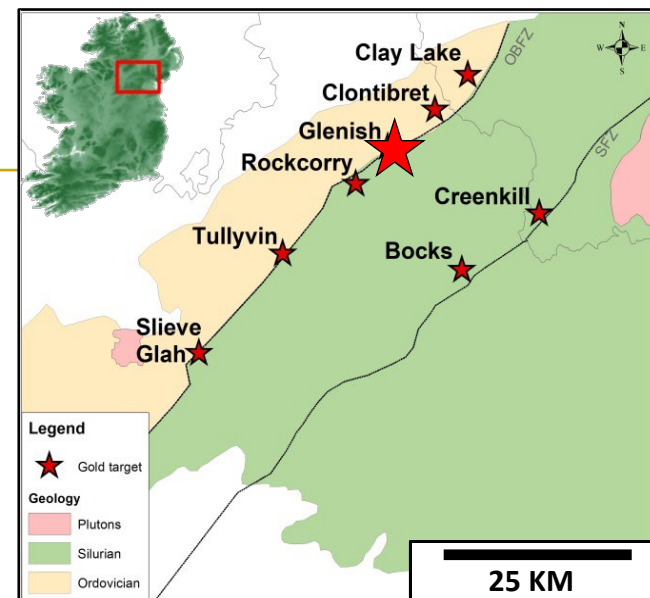 N
W E
S
Clay Lake
OBFZ
Clontibret
Glenish
SFZ
Rockcorry
Creenkill
Tullyvin
Bocks
Slieve
Glah
Legend
Gold target
Geology
Plutons
Silurian
Ordovician
25 KM